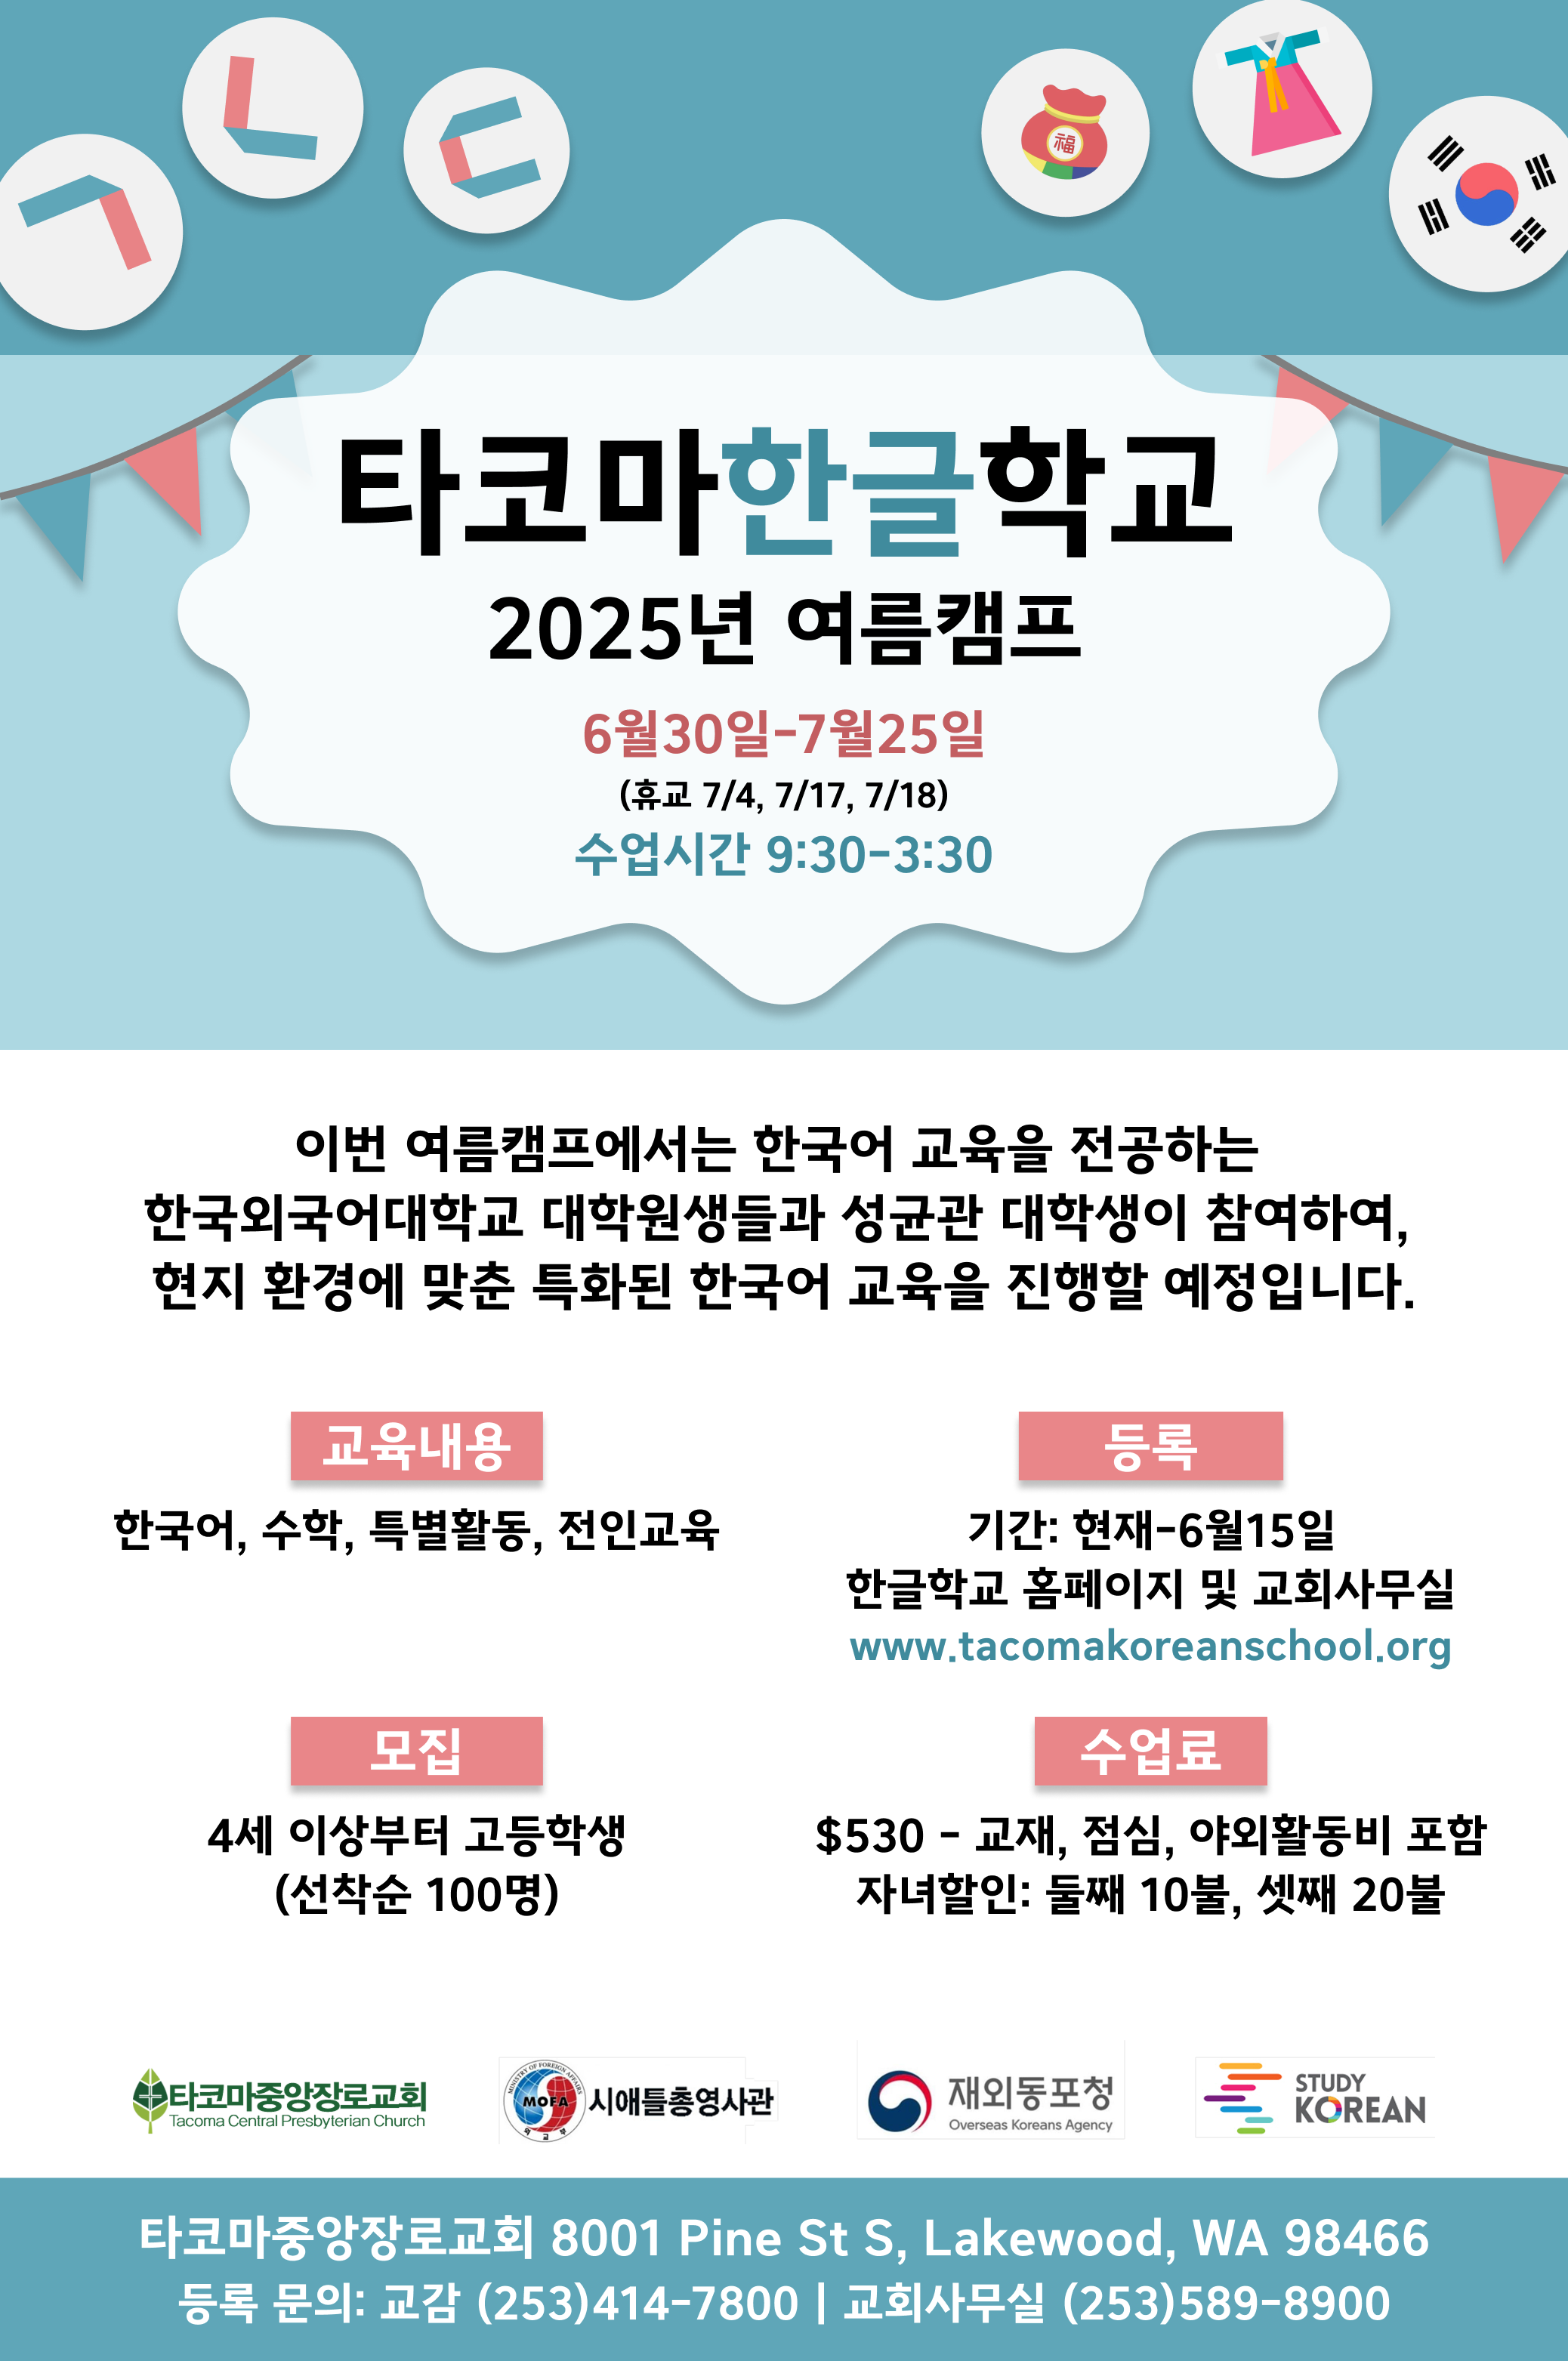 ㄱ ㄴ ㄷ
福
타코마한글학교
2025년 여름캠프
6월30일-7월25일
(휴교 7/4, 7/17, 7/18)
수업시간 9:30-3:30
이번 여름캠프에서는 한국어 교육을 전공하는
한국외국어대학교 대학원생들과 성균관 대학생이 참여하여,
현지 환경에 맞춘 특화된 한국어 교육을 진행할 예정입니다.
교육내용
한국어, 수학, 특별활동, 전인교육
등록
기간: 현재-6월15일
한글학교 홈페이지 및 교회사무실
www.tacomakoreanschool.org
모집
4세 이상부터 고등학생
(선착순 100명)
수업료
$530 - 교재, 점심, 야외활동비 포함
자녀할인: 둘째 10불, 셋째 20불
타코마중앙장로교회
Tacoma Central Presbyterian Church
MINISTRY OF FOREIGN AFFAIRS
MOFA
외교부
시애틀총영사관
재외동포청
Overseas Koreans Agency
STUDY
KOREAN
타코마중앙장로교회 8001 Pine St S, Lakewood, WA 98466
등록 문의: 교감 (253)414-7800 | 교회사무실 (253)589-8900